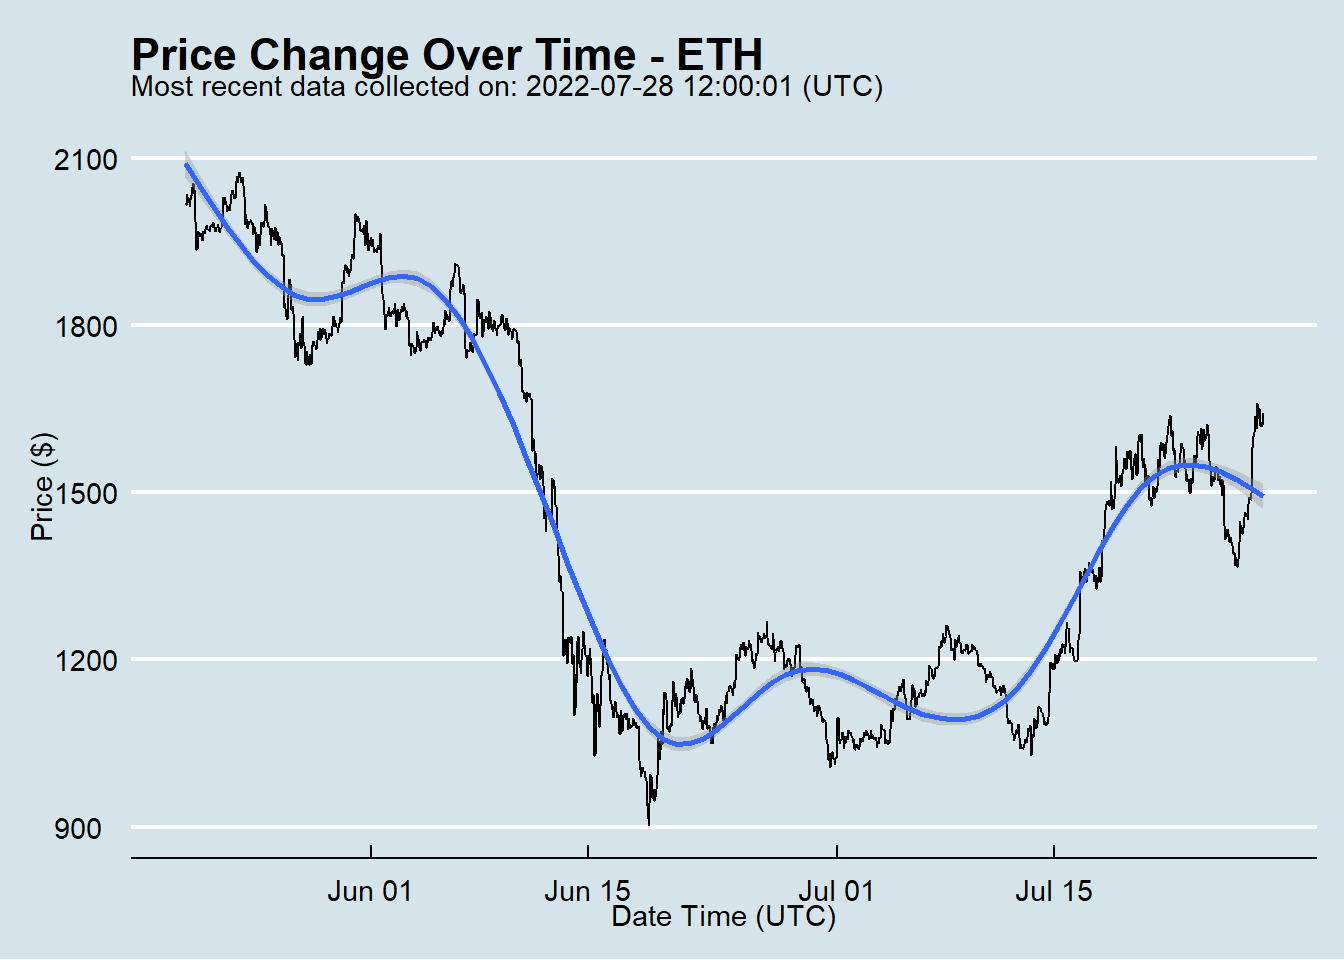 Price Change Over Time - ETH
Most recent data collected on: 2022-07-28 12:00:01 (UTC)
2100
1800
1500
1200
900
Price ($)
Jun 01
Jun 15
Jul 01
Jul 15
Date Time (UTC)